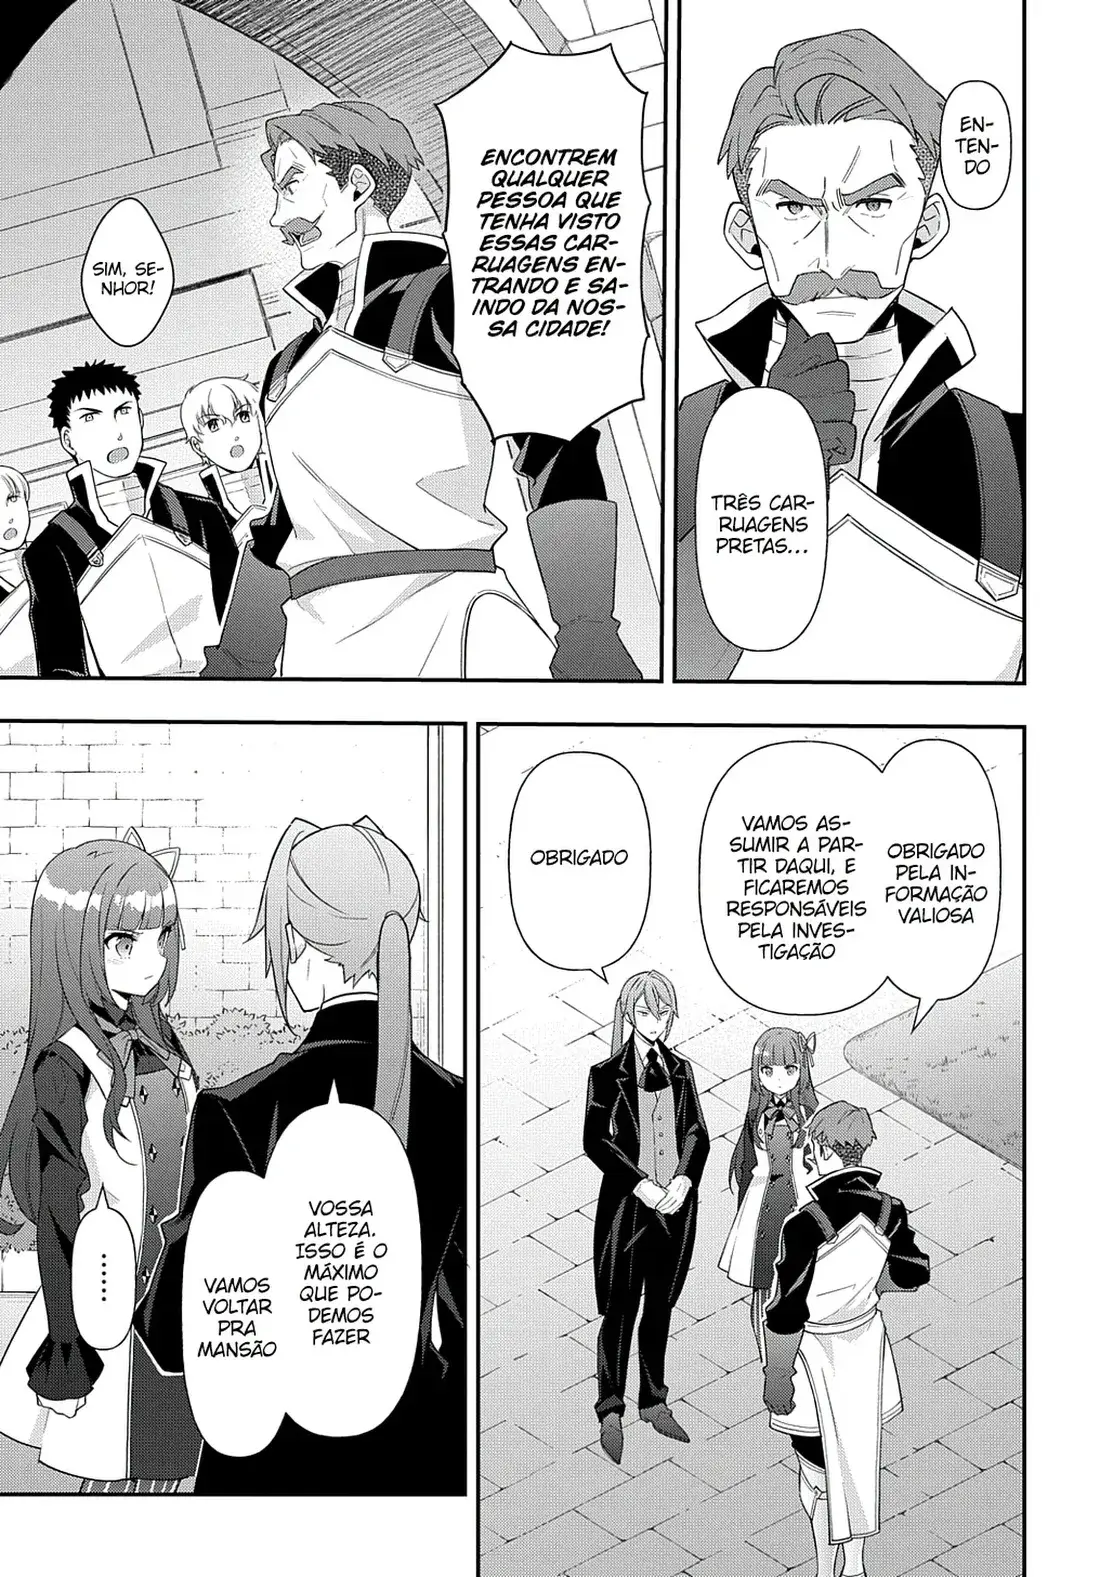 EN-
TEN-
DO
TRÊS CAR-
RUAGENS
PRETAS...
ENCONTREM
QUALQUER
PESSOA QUE
TENHA VISTO
ESSAS CAR-
RUAGENS EN-
TRANDO E SA-
INDO DA NOS-
SA CIDADE!
SIM, SE-
NHOR!
OBRIGADO
PELA IN-
FORMAÇÃO
VALIOSA
VAMOS AS-
SUMIR A PAR-
TIR DAQUI, E
FICAREMOS
RESPONSÁVEIS
PELA INVES-
TIGAÇÃO
OBRIGADO
VOSSA
ALTEZA.
ISSO É O
MÁXIMO
QUE PO-
DEMOS
FAZER
VAMOS
VOLTAR
PRA
MANSÃO
......